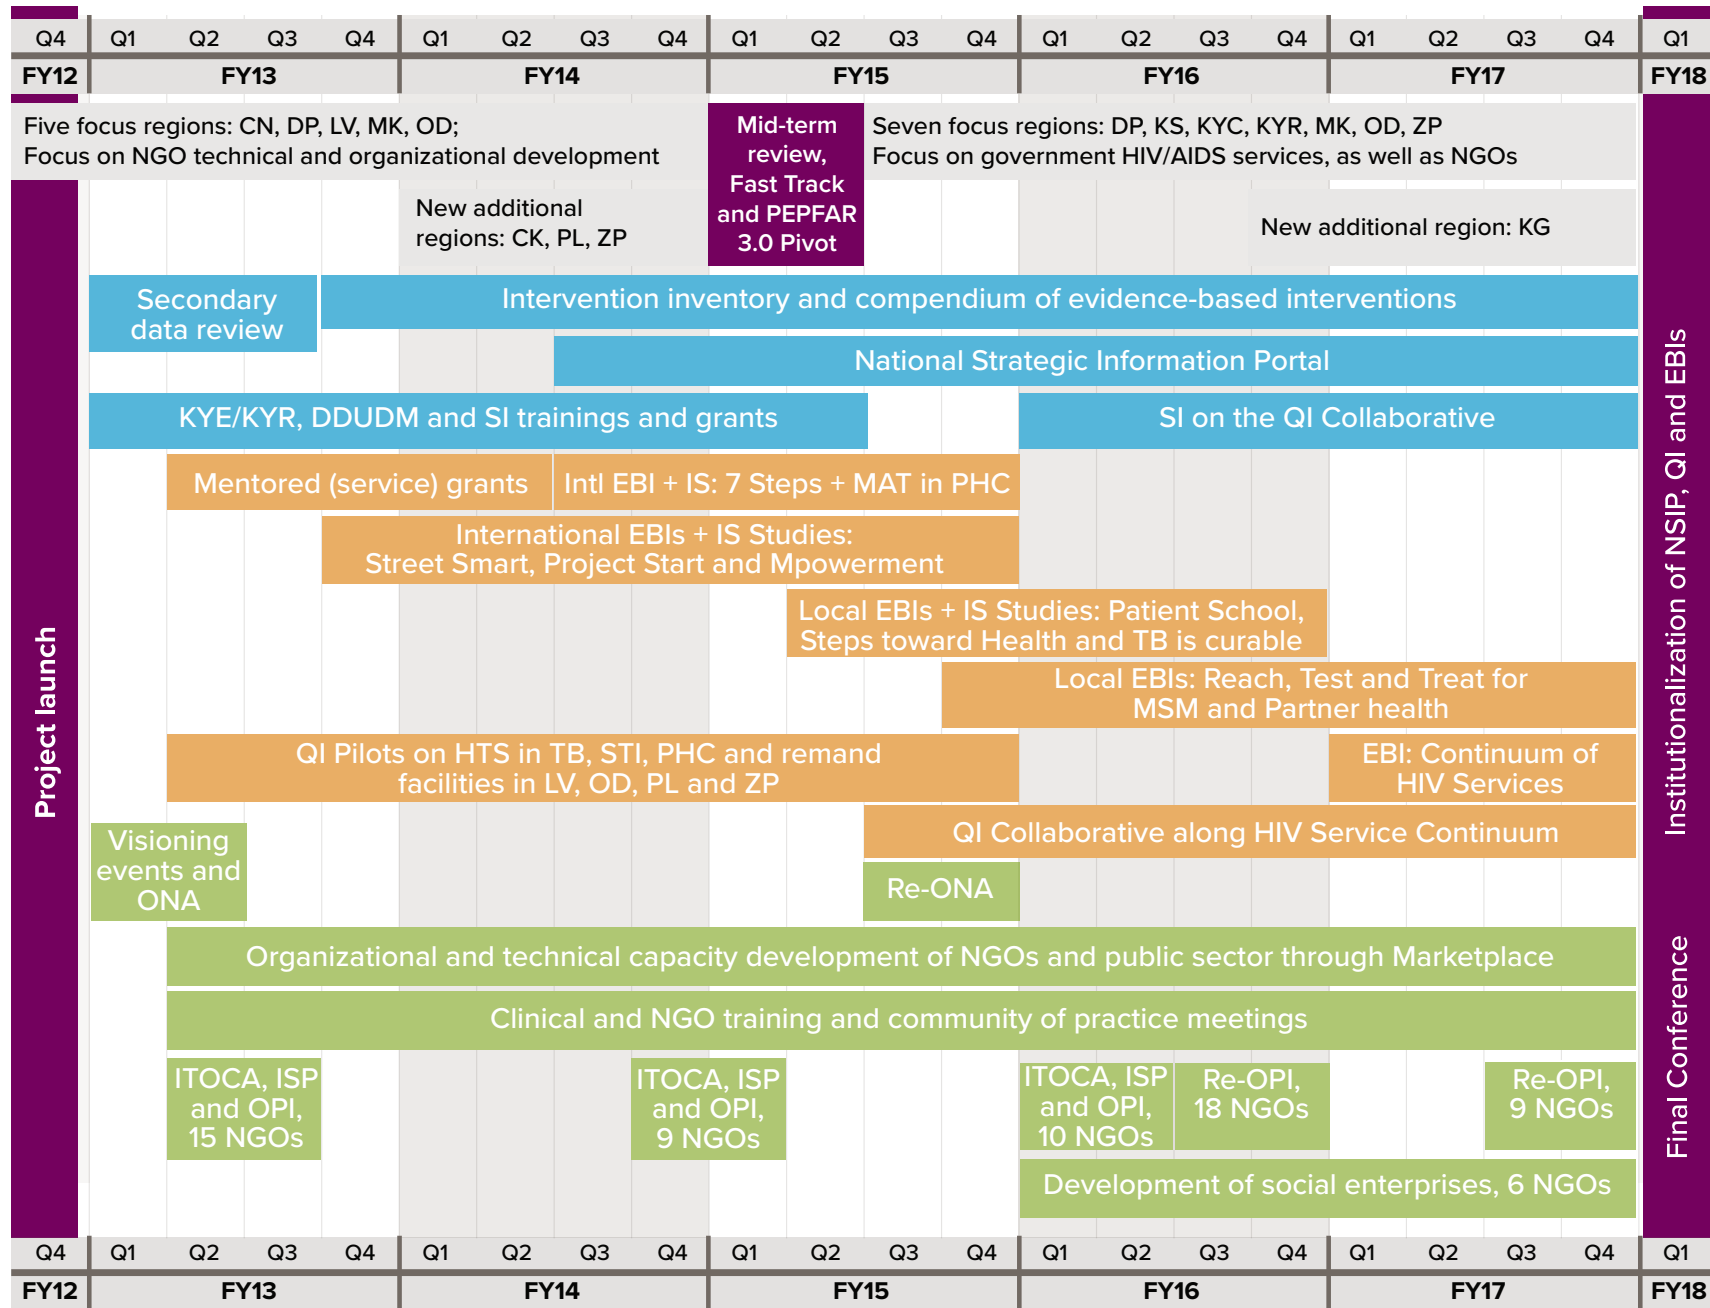 Q4 Q1 Q2 Q3 Q4 Q1 Q2 Q3 Q4 Q1 Q2 Q3 Q4 Q1 Q2 Q3 Q4 Q1 Q2 Q3 Q4 Q1
FY12 FY13 FY14 FY15 FY16 FY17 FY18
Five focus regions: CN, DP, LV, MK, OD;
Focus on NGO technical and organizational development
New additional
regions: CK, PL, ZP
Mid-term
review,
Fast Track
and PEPFAR
3.0 Pivot
Seven focus regions: DP, KS, KYC, KYR, MK, OD, ZP
Focus on government HIV/AIDS services, as well as NGOs
New additional region: KG
Project launch
Secondary
data review
Intervention inventory and compendium of evidence-based interventions
National Strategic Information Portal
KYE/KYR, DDUDM and SI trainings and grants
SI on the QI Collaborative
Mentored (service) grants
Intl EBI + IS: 7 Steps + MAT in PHC
International EBIs + IS Studies:
Street Smart, Project Start and Mpowerment
Local EBIs + IS Studies: Patient School,
Steps toward Health and TB is curable
Local EBIs: Reach, Test and Treat for
MSM and Partner health
QI Pilots on HTS in TB, STI, PHC and remand
facilities in LV, OD, PL and ZP
EBI: Continuum of
HIV Services
QI Collaborative along HIV Service Continuum
Visioning
events and
ONA
Re-ONA
Organizational and technical capacity development of NGOs and public sector through Marketplace
Clinical and NGO training and community of practice meetings
ITOCA, ISP
and OPI,
15 NGOs
ITOCA, ISP
and OPI,
9 NGOs
ITOCA, ISP
and OPI,
10 NGOs
Re-OPI,
18 NGOs
Re-OPI,
9 NGOs
Development of social enterprises, 6 NGOs
Institutionalization of NSIP, QI and EBIs
Final Conference
Q4 Q1 Q2 Q3 Q4 Q1 Q2 Q3 Q4 Q1 Q2 Q3 Q4 Q1 Q2 Q3 Q4 Q1 Q2 Q3 Q4 Q1
FY12 FY13 FY14 FY15 FY16 FY17 FY18